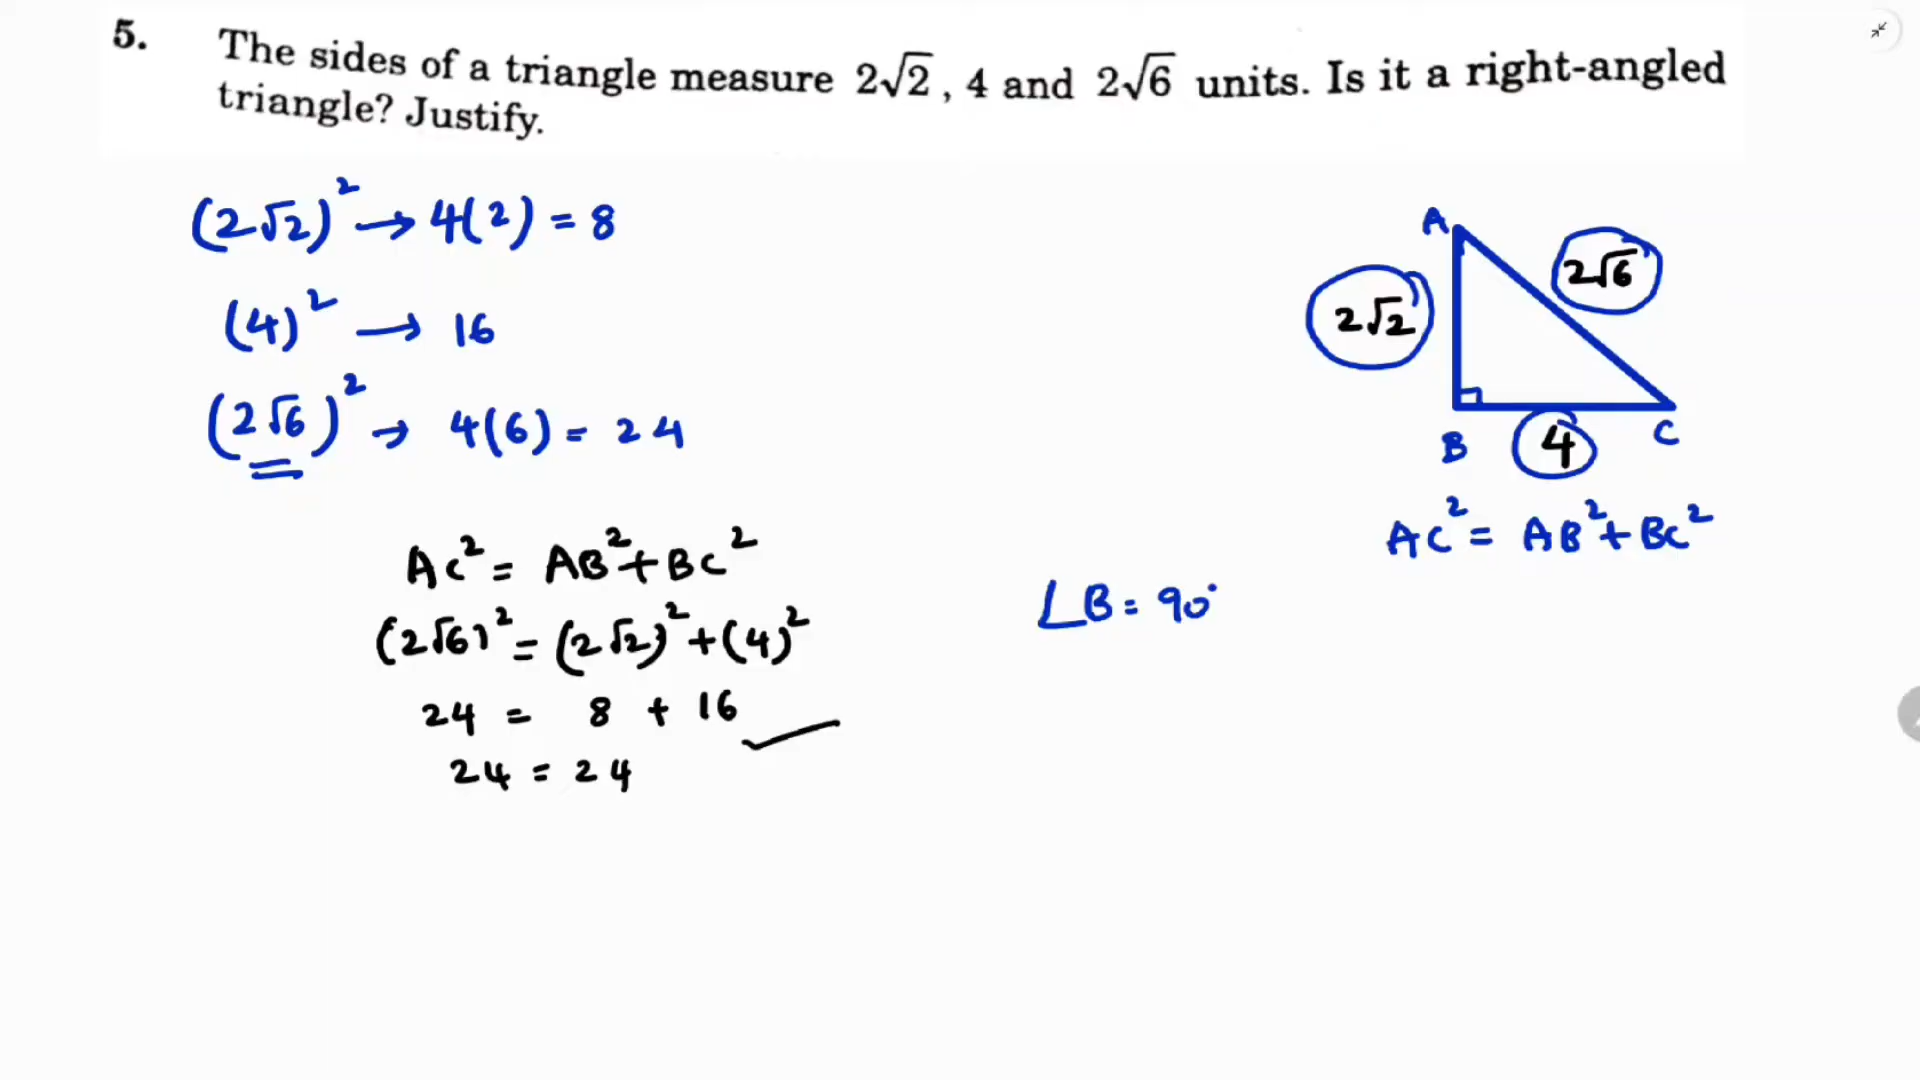 5. The sides of a triangle measure 2√2, 4 and 2√6 units. Is it a right-angled
triangle? Justify.
(2√2)² → 4(2) = 8
(4)² → 16
(2√6)² → 4(6) = 24
A
2√2
2√6
B
4
C
AC² = AB² + BC²
AC² = AB² + BC²
∠B = 90°
(2√6)² = (2√2)² + (4)²
24 = 8 + 16
24 = 24